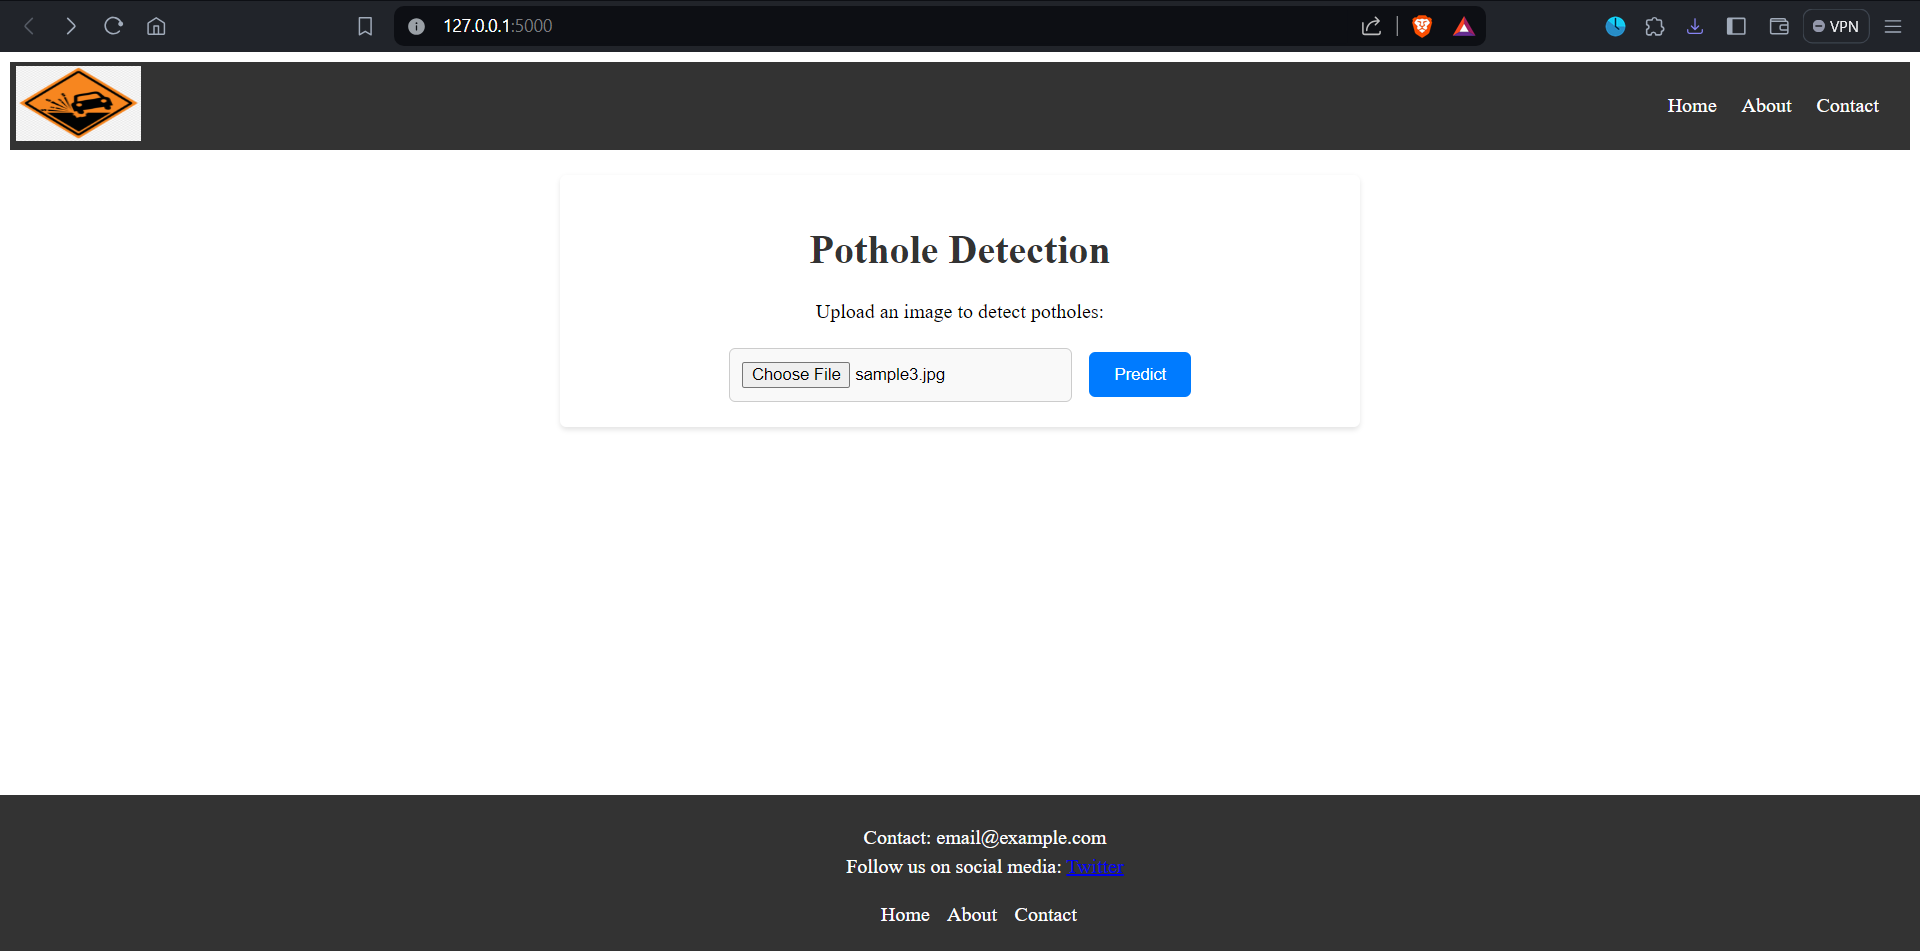 127.0.0.1:5000
VPN
Home About Contact
Pothole Detection
Upload an image to detect potholes:
Choose File sample3.jpg Predict
Contact: email@example.com
Follow us on social media: Twitter
Home About Contact